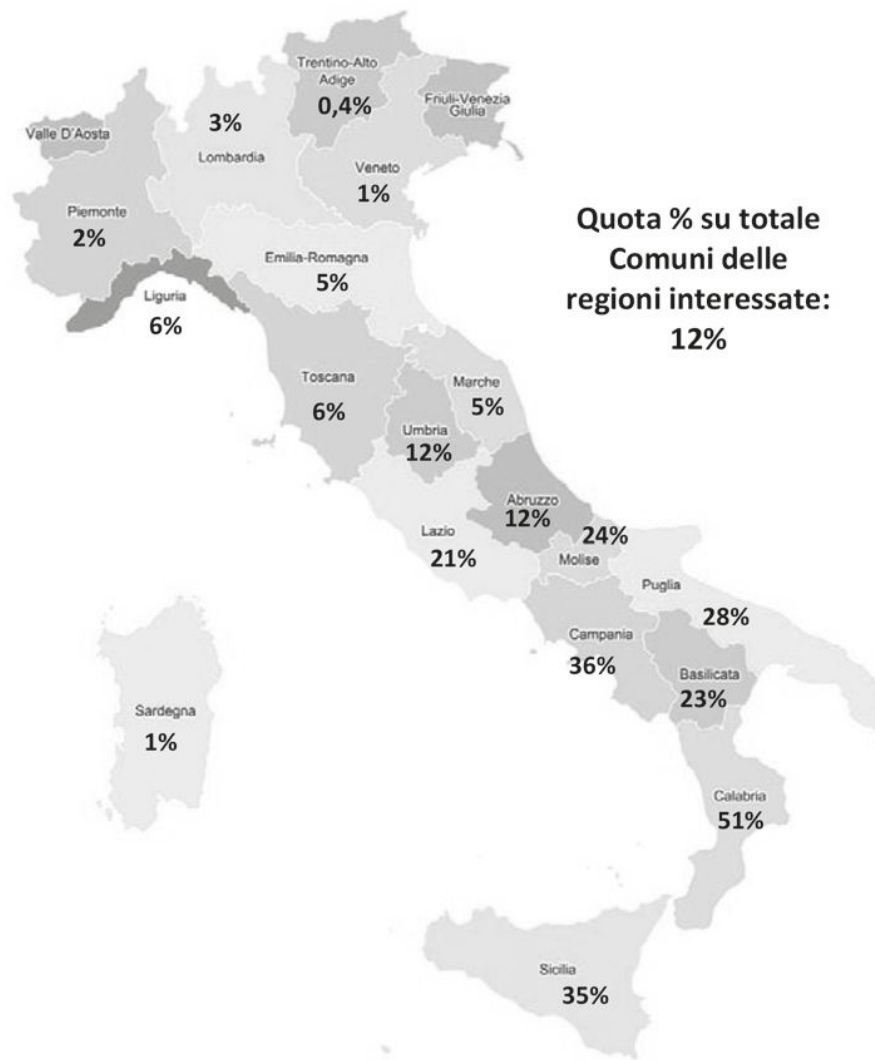 Trentino-Alto
Adige
0,4%
Friuli-Venezia
Giulia
3%
Valle D'Aosta
Lombardia
Veneto
1%
Piemonte
2%
Quota % su totale
Comuni delle
regioni interessate:
12%
Emilia-Romagna
5%
Liguria
6%
Toscana
6%
Marche
5%
Umbria
12%
Abruzzo
12%
Lazio
21%
24%
Molise
Puglia
28%
Campania
36%
Basilicata
23%
Sardegna
1%
Calabria
51%
Sicilia
35%